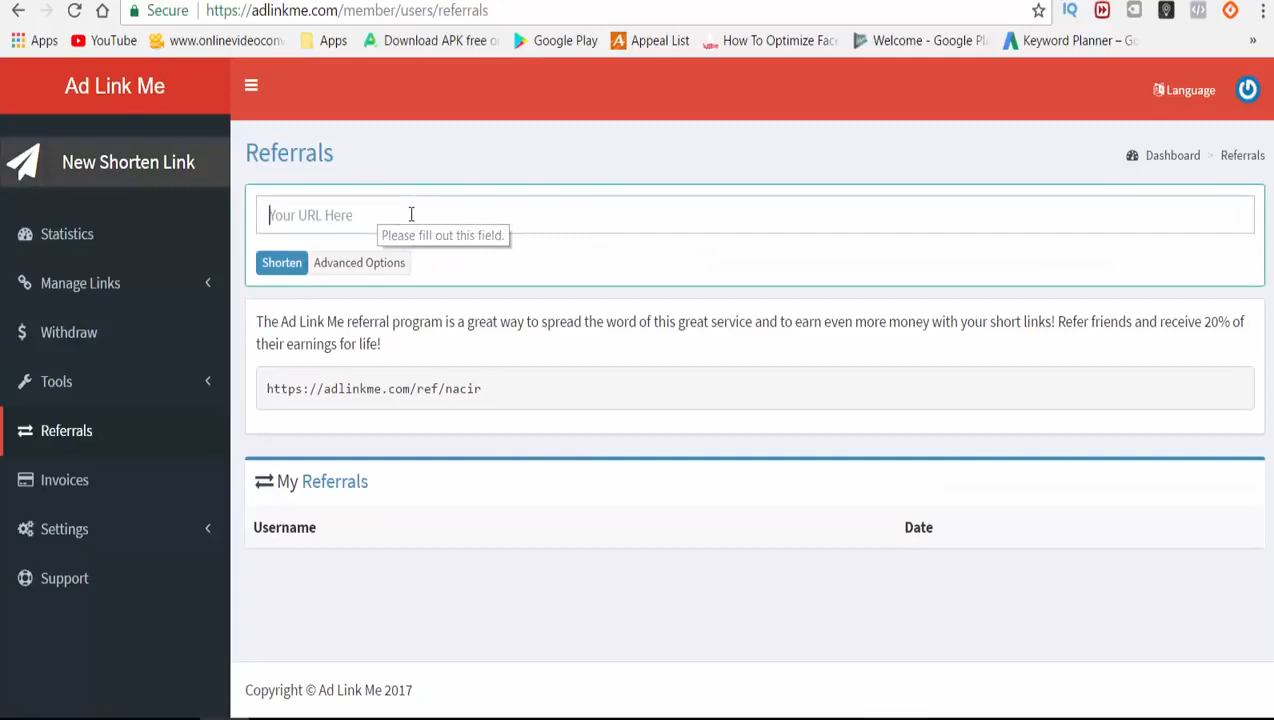 Secure
https://adlinkme.com/member/users/referrals
Apps
YouTube
www.onlinevideocon
Apps
Download APK free o
Google Play
Appeal List
How To Optimize Fac
Welcome - Google Pl
Keyword Planner – Go
»
Ad Link Me
Language
New Shorten Link
Referrals
Dashboard > Referrals
Your URL Here
Please fill out this field.
Shorten
Advanced Options
Statistics
Manage Links
Withdraw
Tools
Referrals
Invoices
Settings
Support
The Ad Link Me referral program is a great way to spread the word of this great service and to earn even more money with your short links! Refer friends and receive 20% of
their earnings for life!
https://adlinkme.com/ref/nacir
My Referrals
Username
Date
Copyright © Ad Link Me 2017